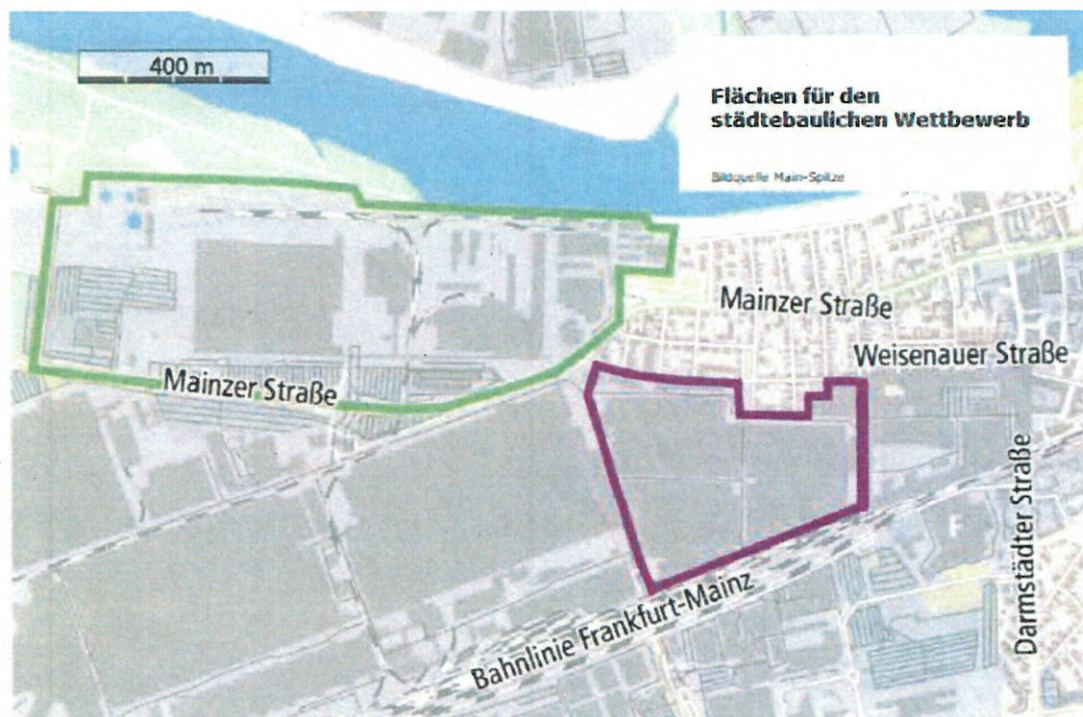 400 m
Flächen für den
städtebaulichen Wettbewerb
Bildquelle Main-Spitze
Mainzer Straße
Weisenauer Straße
Mainzer Straße
Darmstädter Straße
Bahnlinie Frankfurt-Mainz